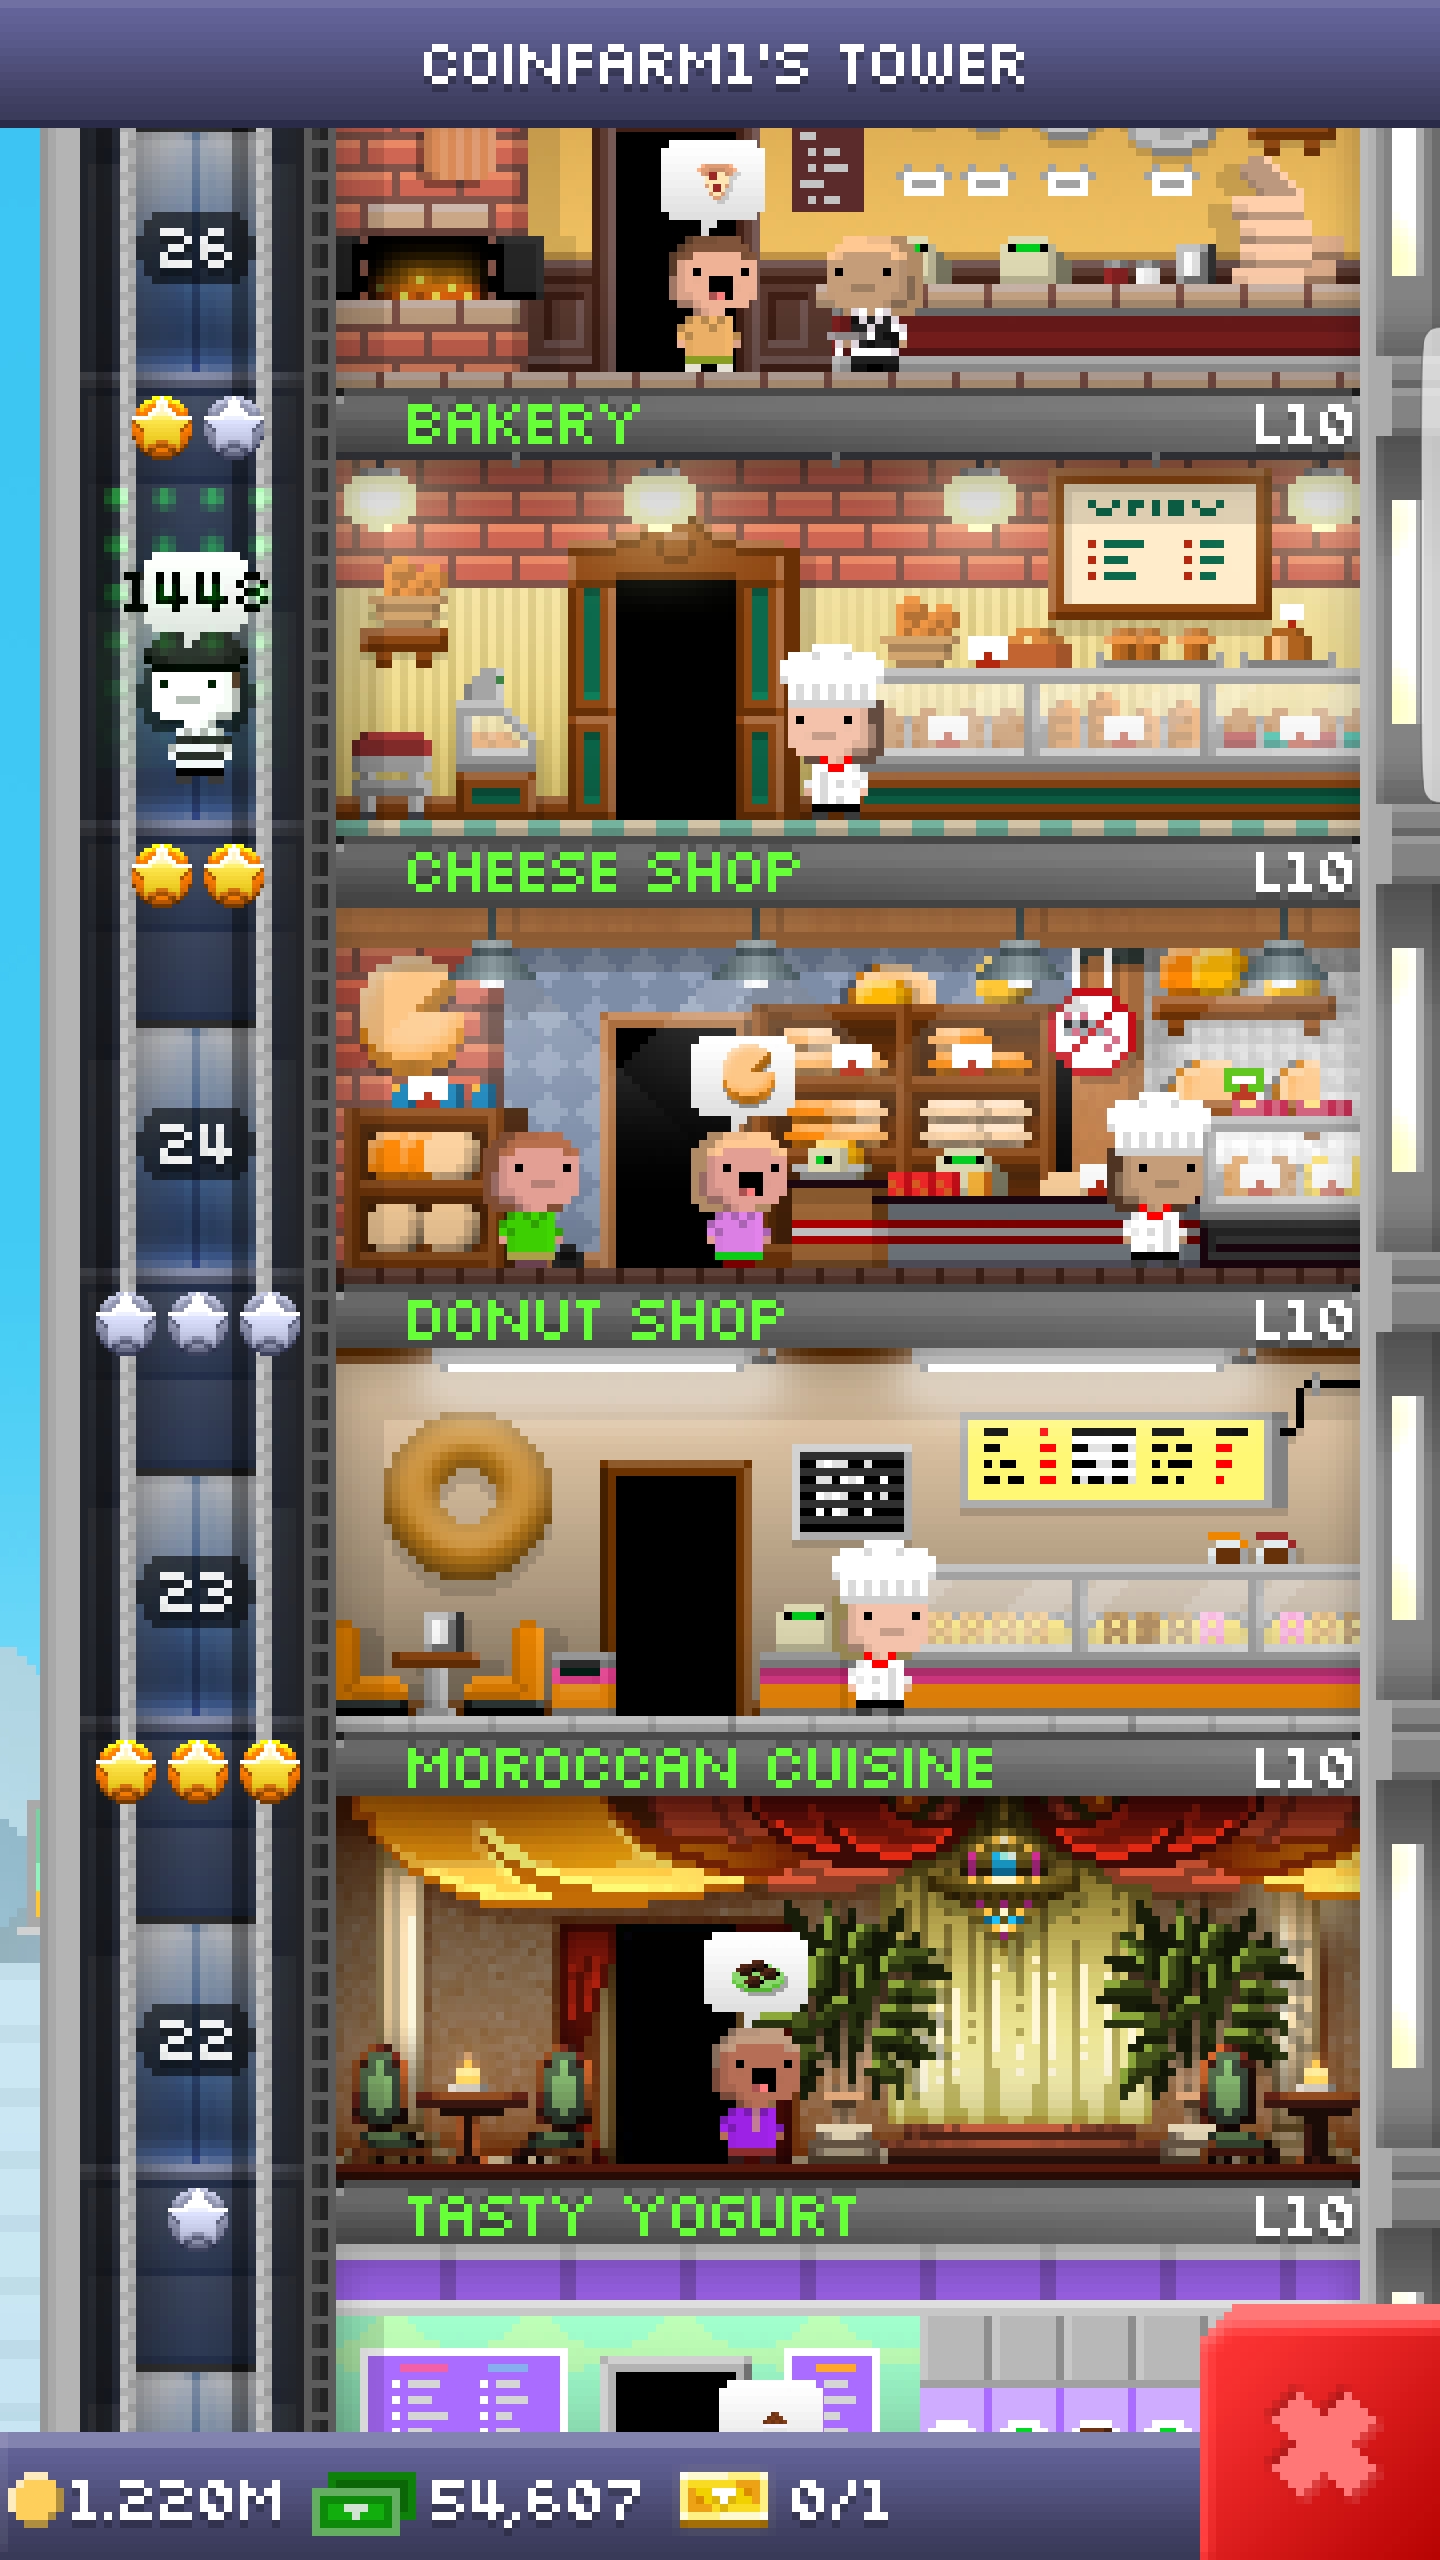 COINFARM1'S TOWER
26
BAKERY L10
1448
CHEESE SHOP L10
24
DONUT SHOP L10
23
MOROCCAN CUISINE L10
22
TASTY YOGURT L10
1.220M 54,607 0/1